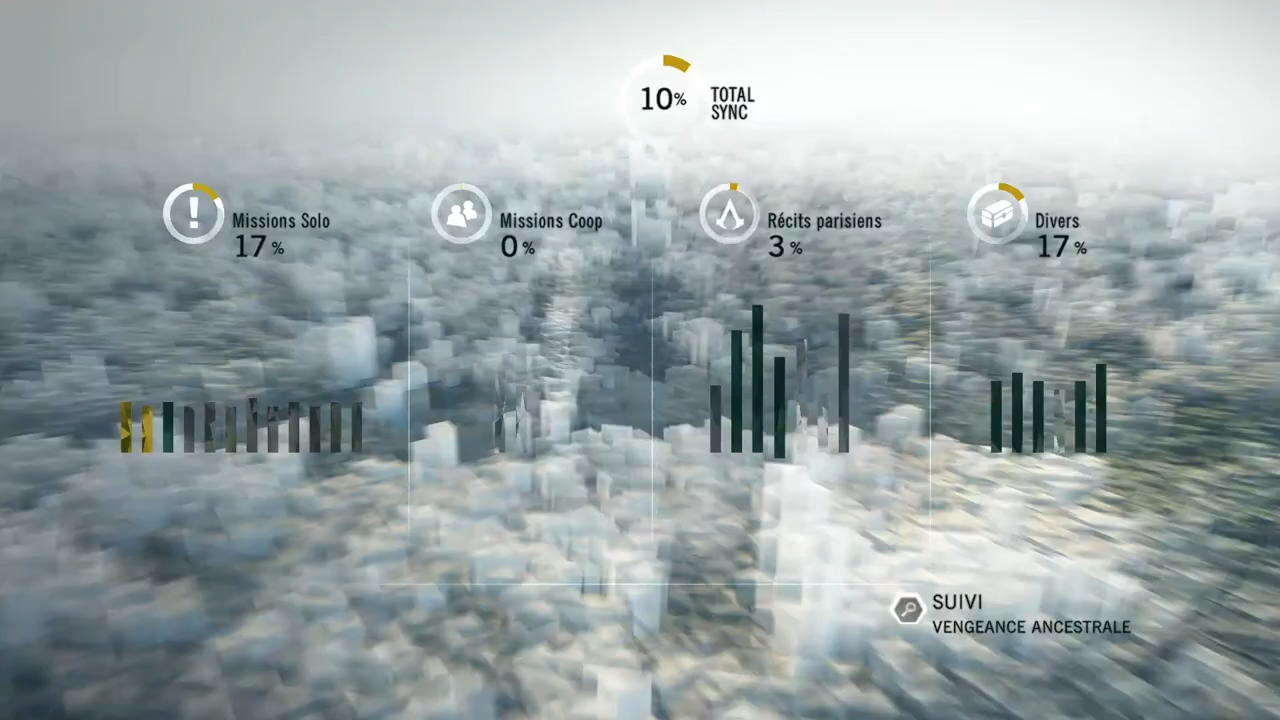 10%
TOTAL
SYNC
Missions Solo
17 %
Missions Coop
0 %
Récits parisiens
3 %
Divers
17 %
SUIVI
VENGEANCE ANCESTRALE